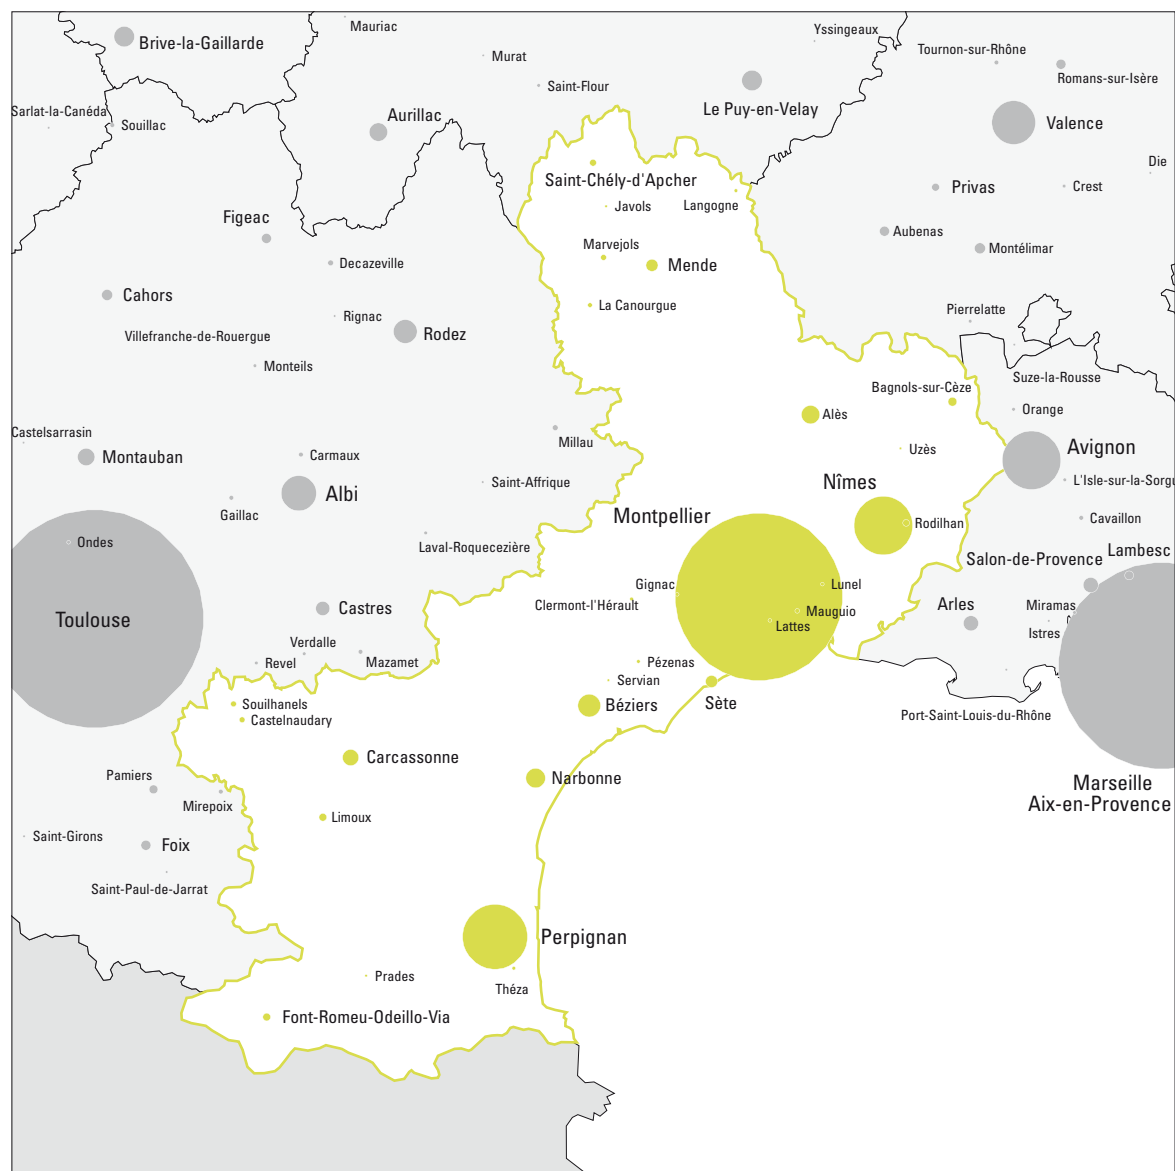 Mauriac
Yssingeaux
Brive-la-Gaillarde
Murat
Tournon-sur-Rhône
Romans-sur-Isère
Saint-Flour
Sarlat-la-Canéda
Souillac
Aurillac
Le Puy-en-Velay
Valence
Die
Saint-Chély-d'Apcher
Privas
Crest
Javols
Langogne
Figeac
Aubenas
Marvejols
Montélimar
Decazeville
Mende
Cahors
La Canourgue
Pierrelatte
Rignac
Villefranche-de-Rouergue
Rodez
Monteils
Suze-la-Rousse
Bagnols-sur-Cèze
Orange
Alès
Castelsarrasin
Millau
Montauban
Carmaux
Uzès
Avignon
Saint-Affrique
L'Isle-sur-la-Sorgu
Nîmes
Albi
Gaillac
Montpellier
Rodilhan
Cavaillon
Ondes
Laval-Roquecezière
Lambesc
Salon-de-Provence
Gignac
Lunel
Clermont-l'Hérault
Arles
Miramas
Castres
Mauguio
Toulouse
Lattes
Istres
Verdalle
Revel
Mazamet
Pézenas
Servian
Souilhanels
Castelnaudary
Béziers
Sète
Port-Saint-Louis-du-Rhône
Carcassonne
Pamiers
Narbonne
Marseille
Aix-en-Provence
Mirepoix
Limoux
Saint-Girons
Foix
Saint-Paul-de-Jarrat
Perpignan
Prades
Théza
Font-Romeu-Odeillo-Via